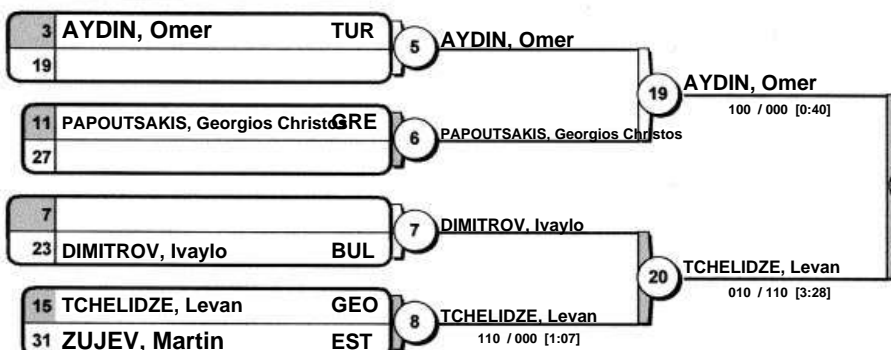 3 AYDIN, Omer TUR
19
5 AYDIN, Omer
11 PAPOUTSAKIS, Georgios Christos GRE
27
6 PAPOUTSAKIS, Georgios Christos
19 AYDIN, Omer
100 / 000 [0:40]
7
23 DIMITROV, Ivaylo BUL
7 DIMITROV, Ivaylo
15 TCHELIDZE, Levan GEO
31 ZUJEV, Martin EST
8 TCHELIDZE, Levan
110 / 000 [1:07]
20 TCHELIDZE, Levan
010 / 110 [3:28]